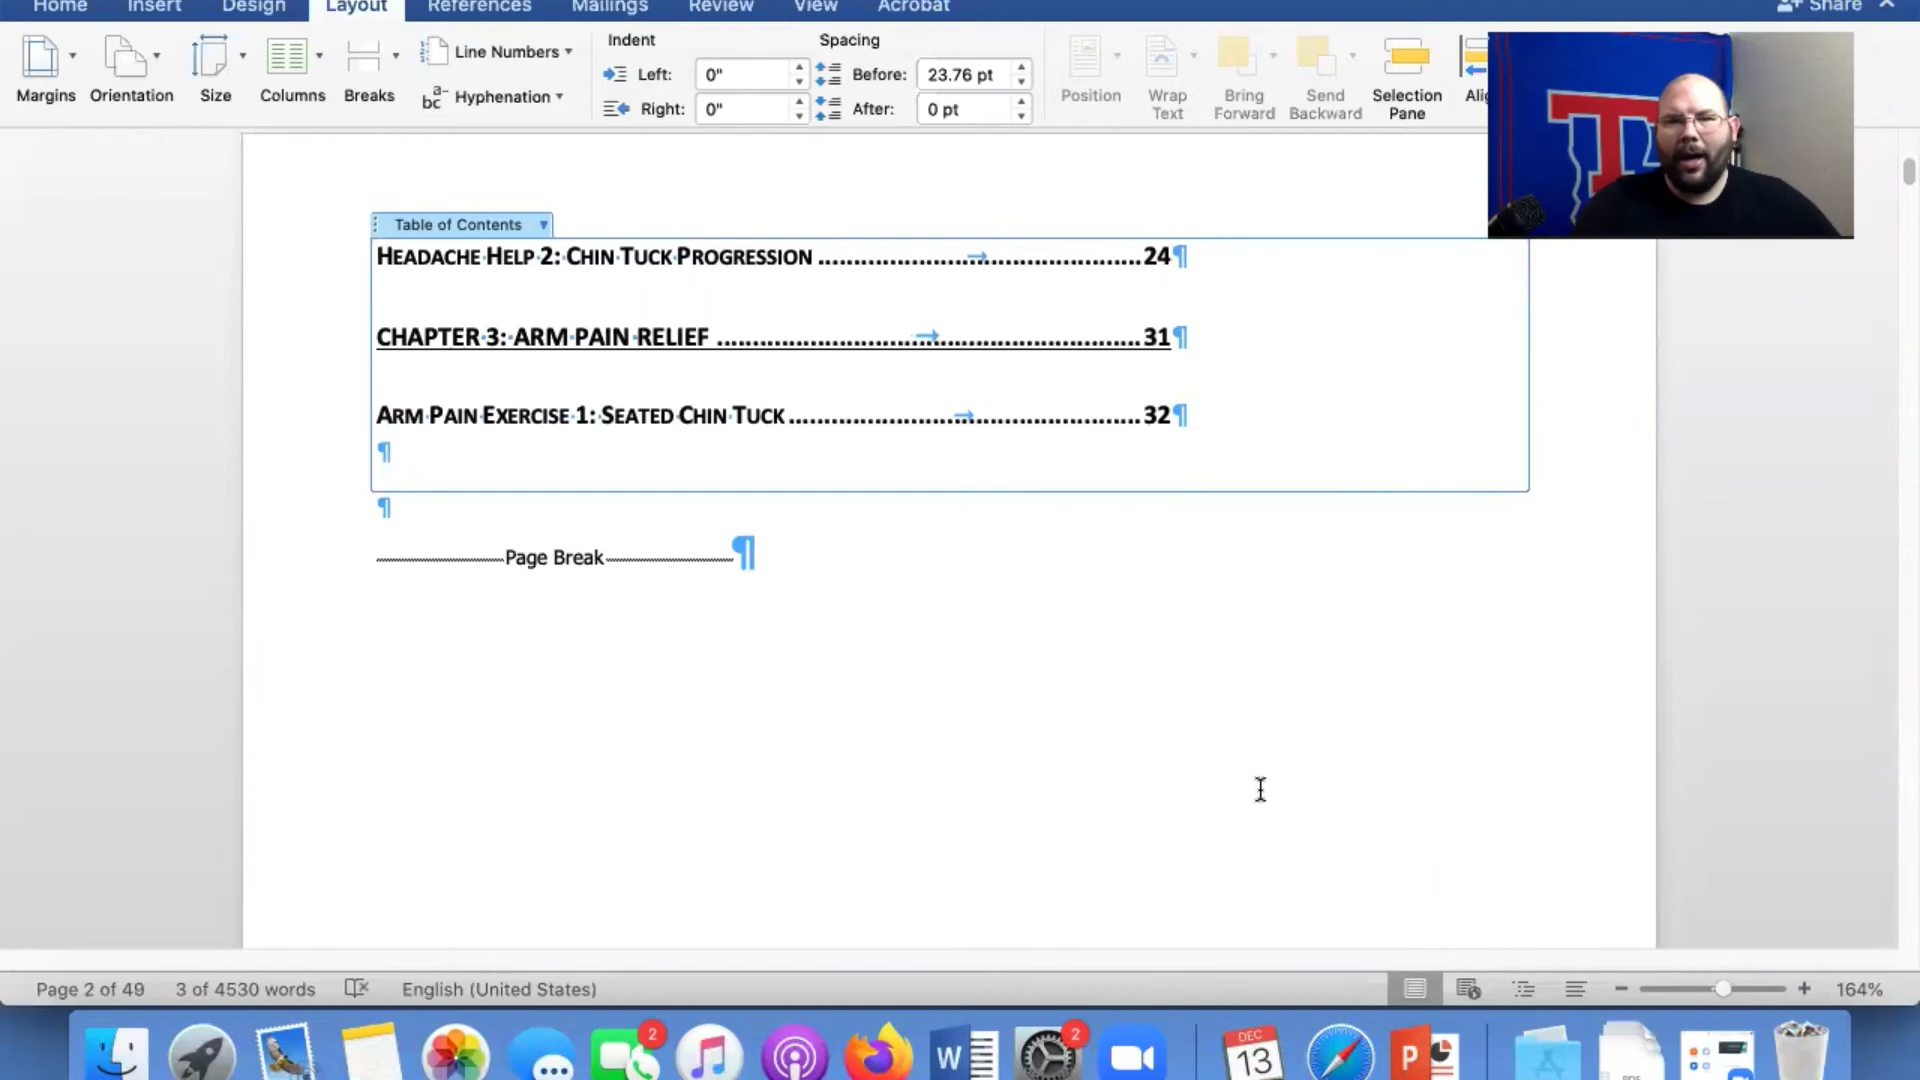 Home Insert Design Layout References Mailings Review View Acrobat Share
Margins Orientation Size Columns Breaks
Line Numbers
Hyphenation
Indent
Left: 0"
Right: 0"
Spacing
Before: 23.76 pt
After: 0 pt
Position Wrap Text Bring Forward Send Backward Selection Pane
Table of Contents
HEADACHE HELP 2: CHIN TUCK PROGRESSION ............................................. 24¶
CHAPTER 3: ARM PAIN RELIEF ........................................................... 31¶
ARM PAIN EXERCISE 1: SEATED CHIN TUCK ................................................. 32¶
¶
¶
Page Break¶
Page 2 of 49 3 of 4530 words English (United States) 164%
2 2 DEC
13
W P
PDF